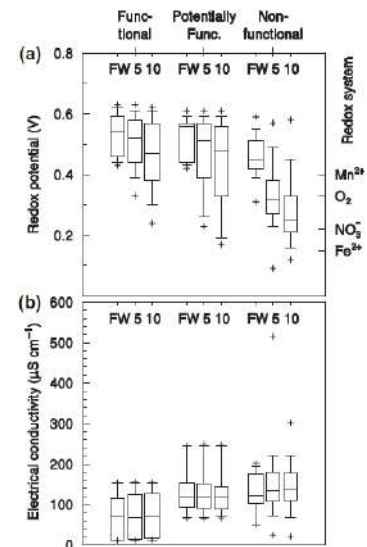 Func-
tional
Potentially
Func.
Non-
functional
(a)
FW 5 10
FW 5 10
FW 5 10
Redox system
0.8
0.6
0.4
0.2
Redox potential (V)
Mn2+
O2
NO3-
Fe2+
(b)
600
FW 5 10
FW 5 10
FW 5 10
500
400
300
200
100
0
Electrical conductivity (μS cm−1)